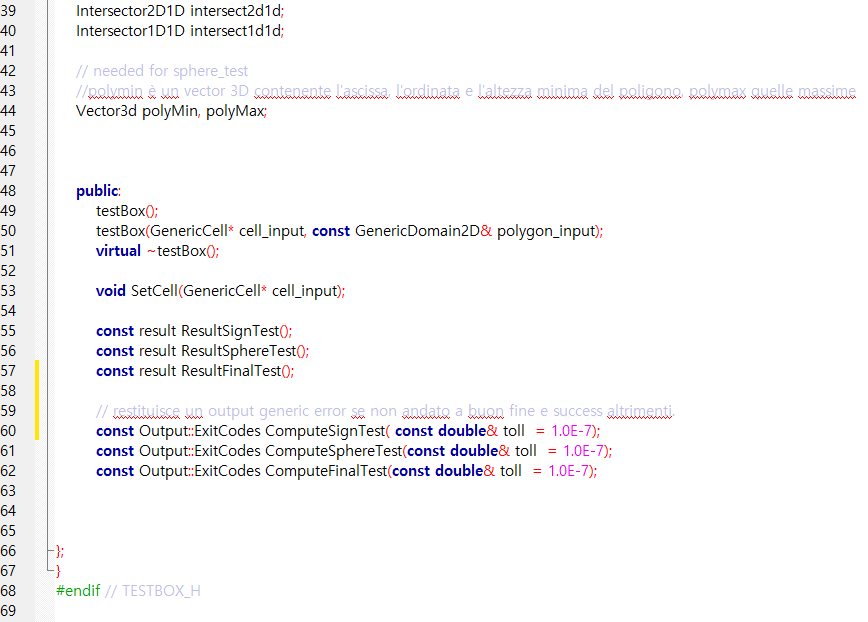 39 Intersector2D1D intersect2d1d;
40 Intersector1D1D intersect1d1d;
41
42 // needed for sphere_test
43 //polymin è un vector 3D contenente l'ascissa, l'ordinata e l'altezza minima del poligono, polymax quelle massime
44 Vector3d polyMin, polyMax;
45
46
47
48 public:
49 testBox();
50 testBox(GenericCell* cell_input, const GenericDomain2D& polygon_input);
51 virtual ~testBox();
52
53 void SetCell(GenericCell* cell_input);
54
55 const result ResultSignTest();
56 const result ResultSphereTest();
57 const result ResultFinalTest();
58
59 // restituisce un output generic error se non andato a buon fine e success altrimenti.
60 const Output::ExitCodes ComputeSignTest( const double& toll = 1.0E-7);
61 const Output::ExitCodes ComputeSphereTest(const double& toll = 1.0E-7);
62 const Output::ExitCodes ComputeFinalTest(const double& toll = 1.0E-7);
63
64
65
66 };
67 }
68 #endif // TESTBOX_H
69